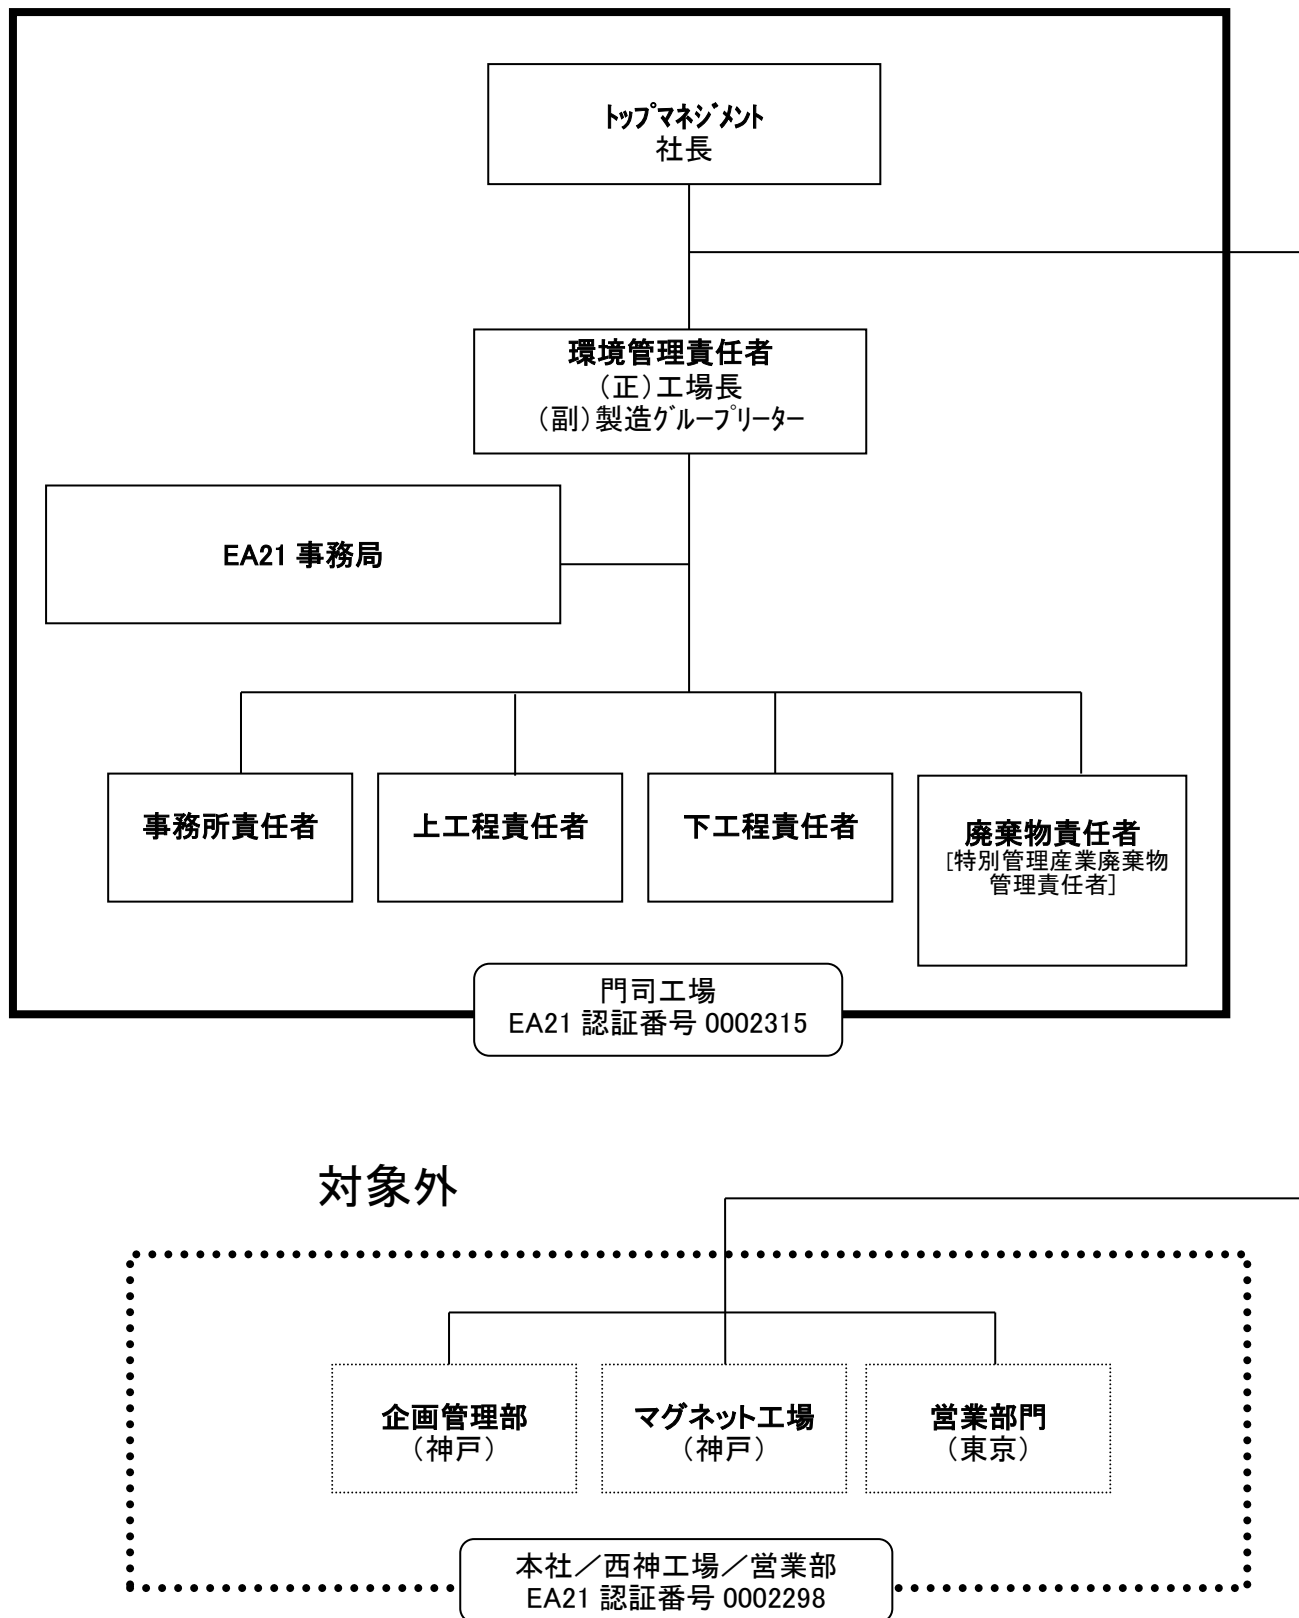 トップマネジメント
社長
環境管理責任者
(正)工場長
(副)製造グループリーター
EA21 事務局
事務所責任者
上工程責任者
下工程責任者
廃棄物責任者
[特別管理産業廃棄物
管理責任者]
門司工場
EA21 認証番号 0002315
対象外
企画管理部
(神戸)
マグネット工場
(神戸)
営業部門
(東京)
本社/西神工場/営業部
EA21 認証番号 0002298